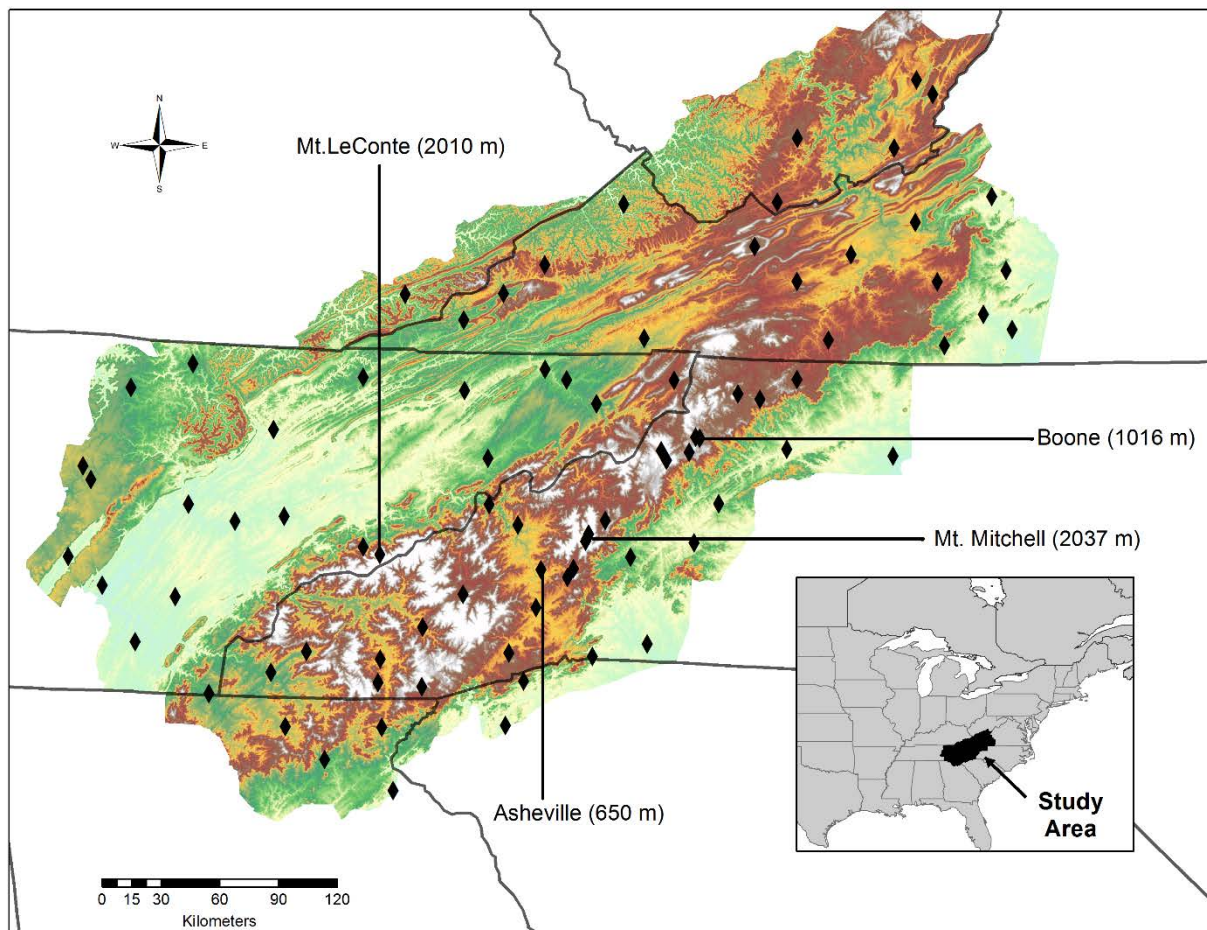 N
W E
S
Mt.LeConte (2010 m)
Boone (1016 m)
Mt. Mitchell (2037 m)
Asheville (650 m)
Study
Area
0 15 30 60 90 120
Kilometers